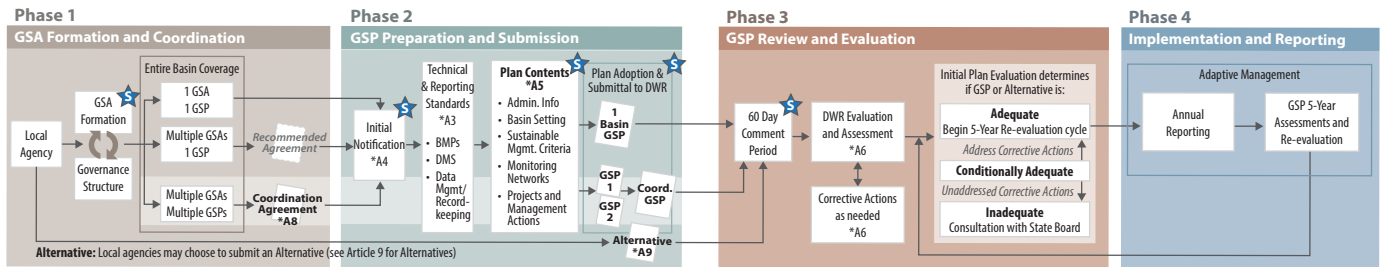 Phase 1
GSA Formation and Coordination
Local
Agency
GSA
Formation
S
Governance
Structure
Entire Basin Coverage
1 GSA
1 GSP
Multiple GSAs
1 GSP
Multiple GSAs
Multiple GSPs
Recommended
Agreement
Coordination
Agreement
*A8
Alternative: Local agencies may choose to submit an Alternative (see Article 9 for Alternatives)
Phase 2
GSP Preparation and Submission
S
Initial
Notification
*A4
Technical
& Reporting
Standards
*A3
• BMPs
• DMS
• Data
Mgmt/
Record-
keeping
S
Plan Contents
*A5
• Admin. Info
• Basin Setting
• Sustainable
Mgmt. Criteria
• Monitoring
Networks
• Projects and
Management
Actions
S
Plan Adoption &
Submittal to DWR
1
Basin
GSP
GSP
1
GSP
2
Coord.
GSP
Alternative
*A9
Phase 3
GSP Review and Evaluation
S
60 Day
Comment
Period
DWR Evaluation
and Assessment
*A6
Corrective Actions
as needed
*A6
Initial Plan Evaluation determines
if GSP or Alternative is:
Adequate
Begin 5-Year Re-evaluation cycle
Address Corrective Actions
Conditionally Adequate
Unaddressed Corrective Actions
Inadequate
Consultation with State Board
Phase 4
Implementation and Reporting
Adaptive Management
Annual
Reporting
GSP 5-Year
Assessments and
Re-evaluation